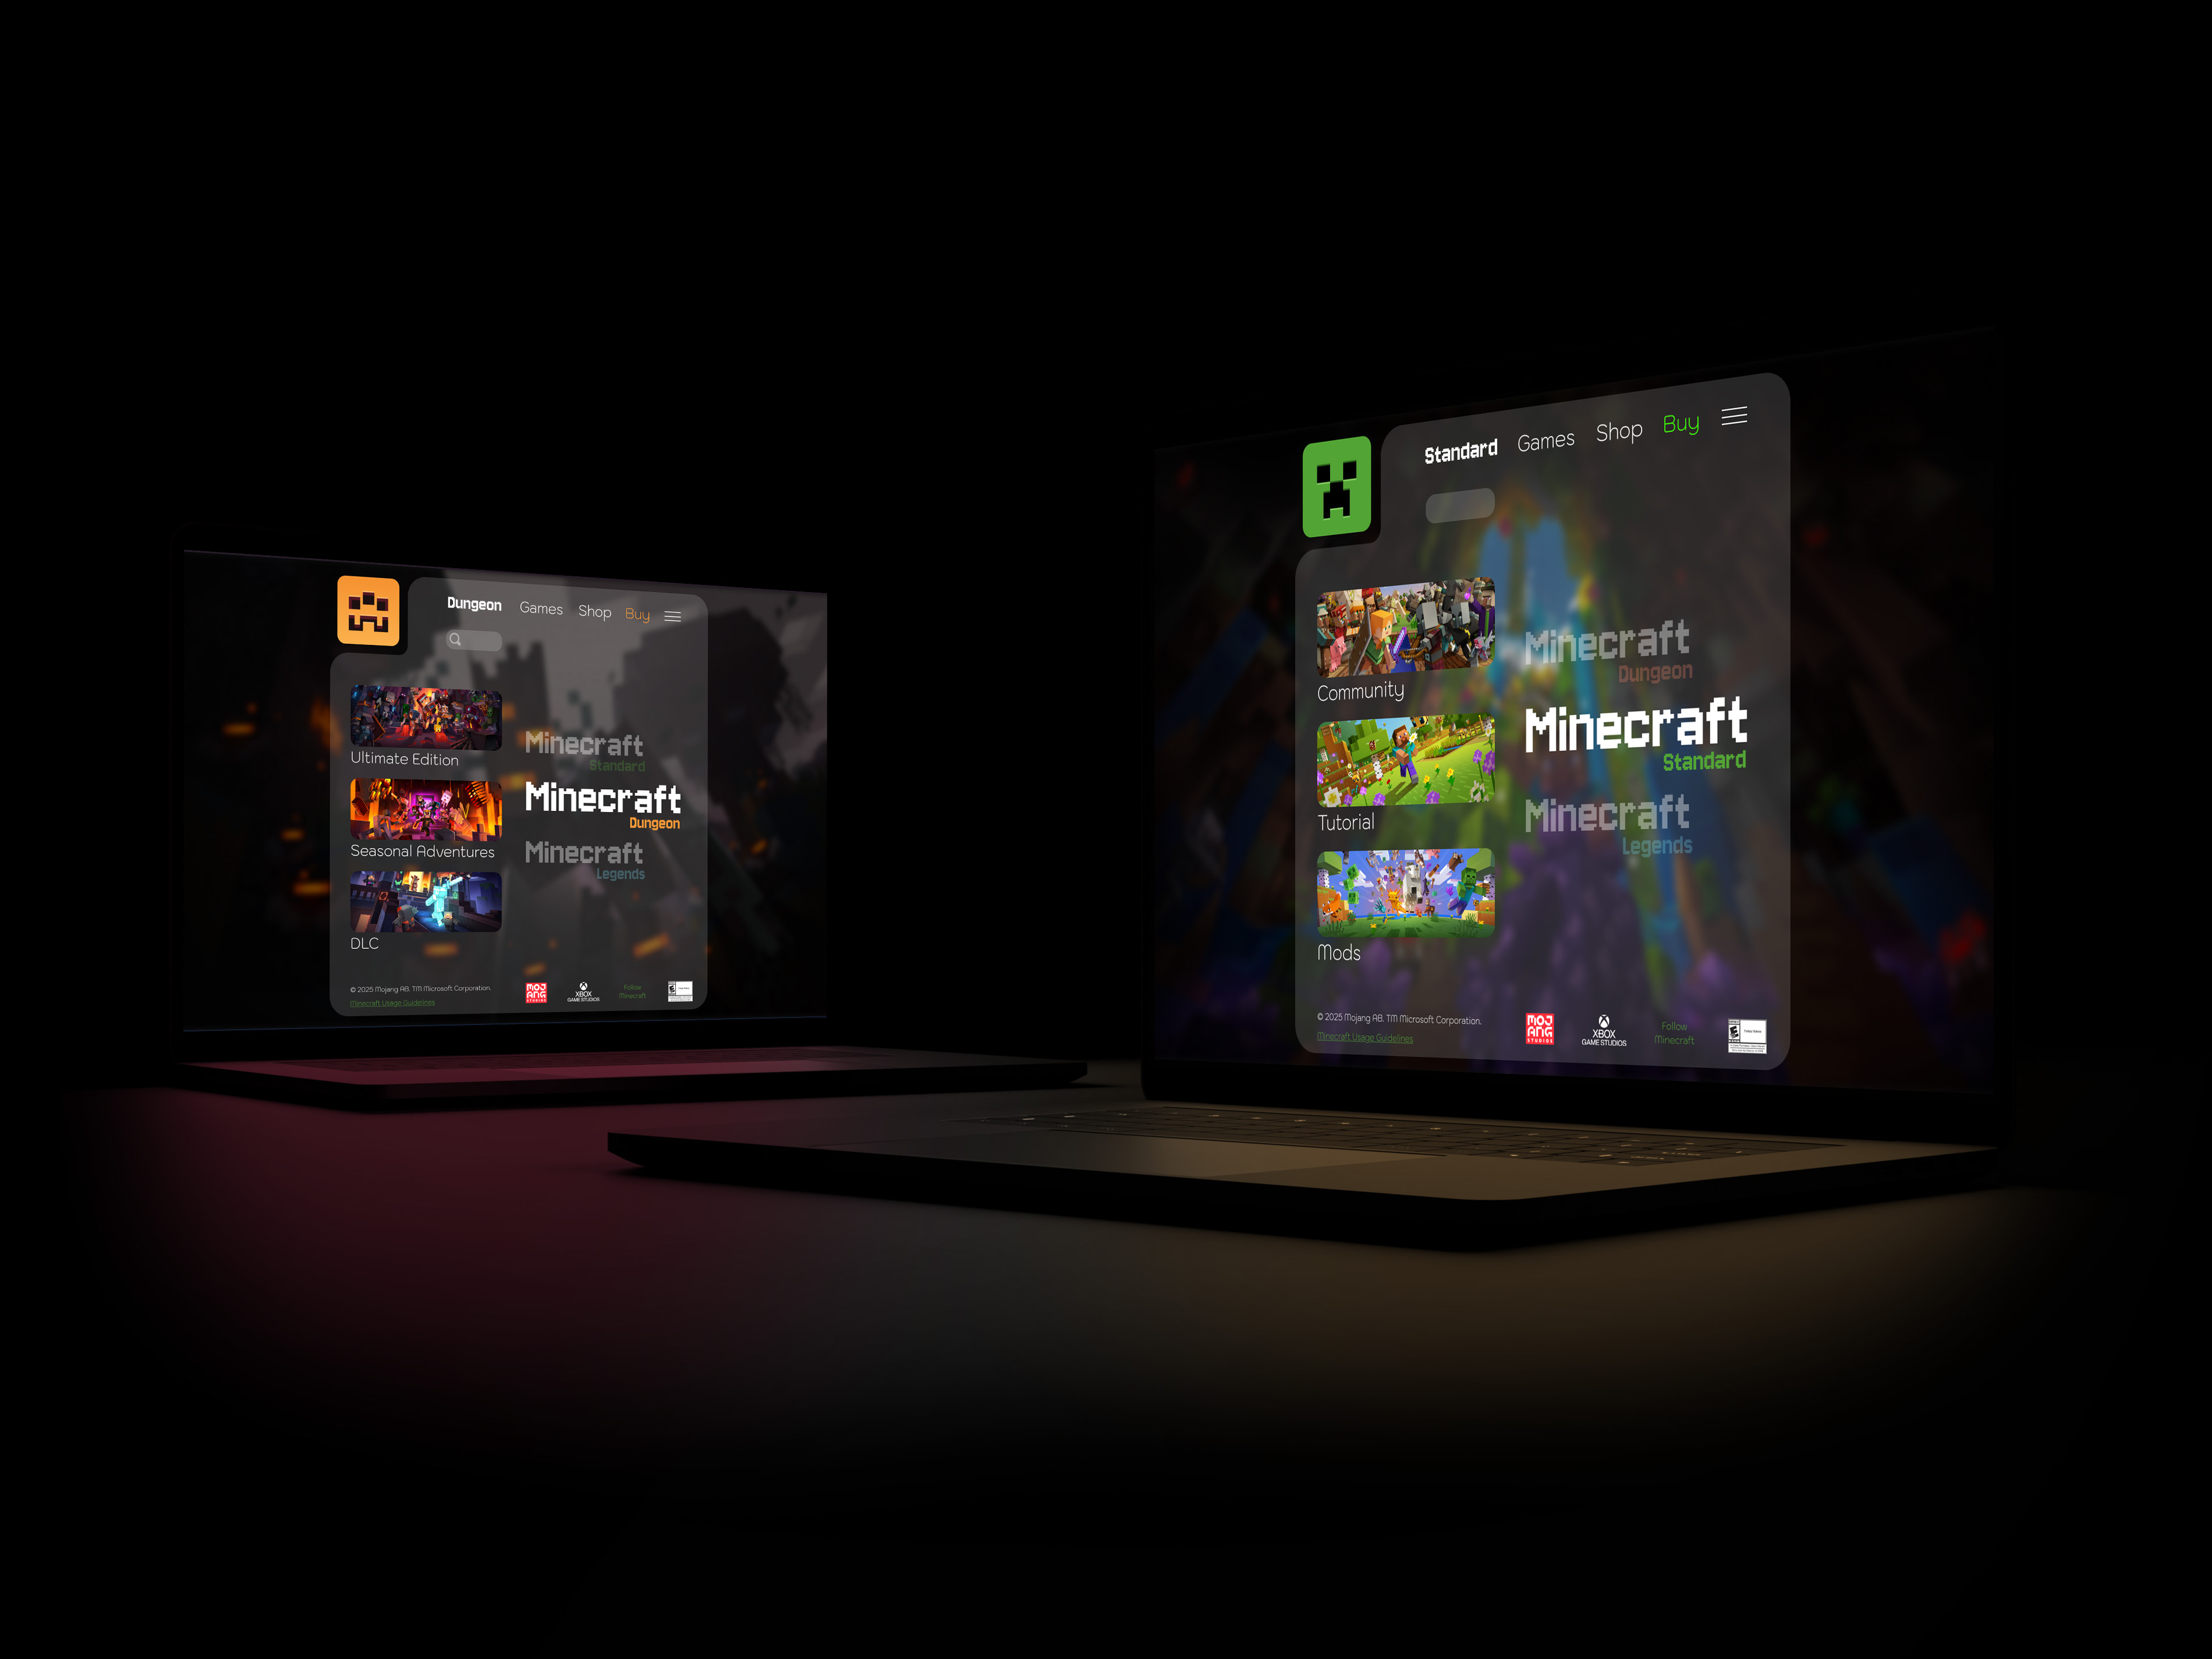 Dungeon Games Shop Buy
Ultimate Edition
Seasonal Adventures
DLC
Minecraft
Standard
Minecraft
Dungeon
Minecraft
Legends
© 2025 Mojang AB. TM Microsoft Corporation.
Minecraft Usage Guidelines
MOJ
ANG
STUDIOS
XBOX
GAME STUDIOS
Follow
Minecraft
E
Standard Games Shop Buy
Community
Tutorial
Mods
Minecraft
Dungeon
Minecraft
Standard
Minecraft
Legends
© 2025 Mojang AB. TM Microsoft Corporation.
Minecraft Usage Guidelines
MOJ
ANG
STUDIOS
XBOX
GAME STUDIOS
Follow
Minecraft
E